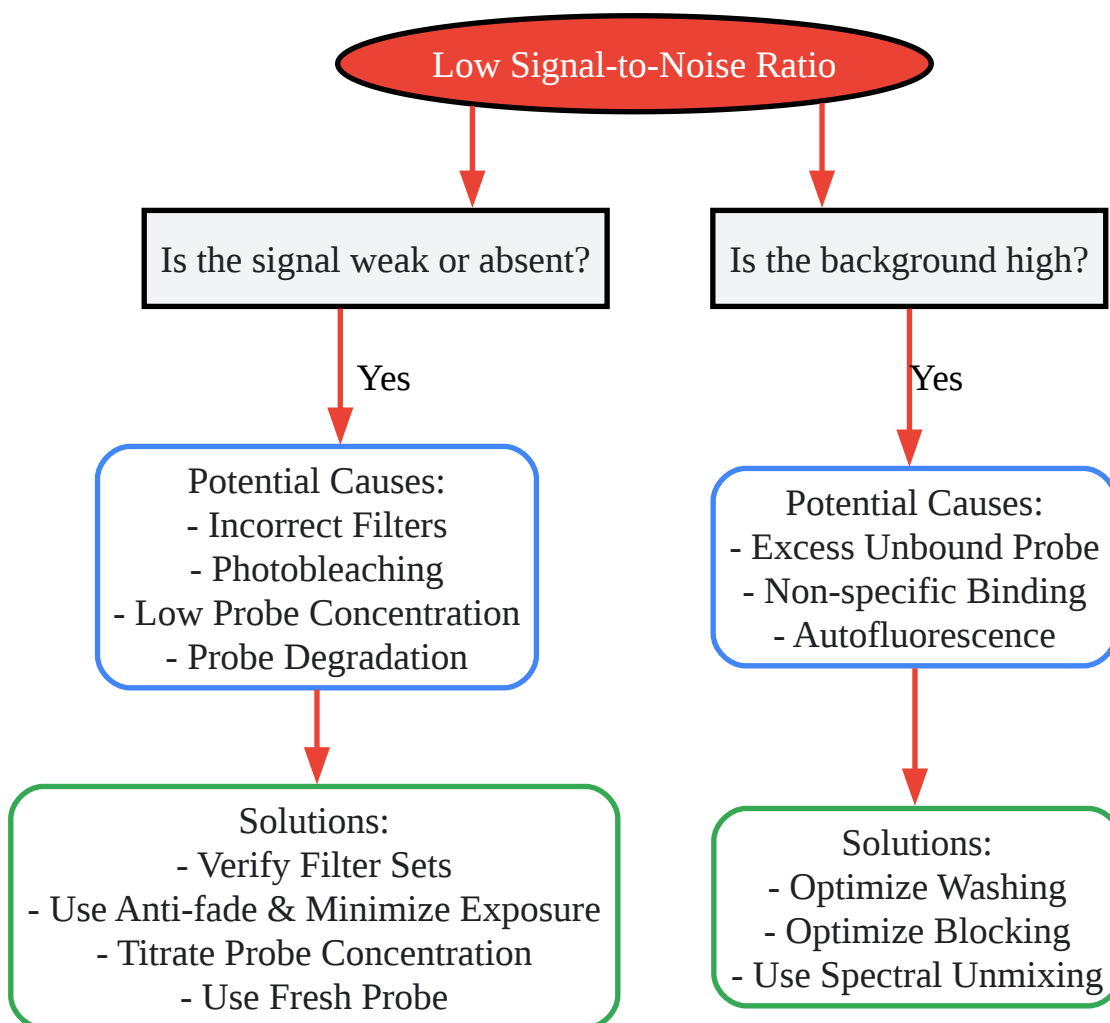 Low Signal-to-Noise Ratio
Is the signal weak or absent?
Is the background high?
Yes
Yes
Potential Causes:
- Incorrect Filters
- Photobleaching
- Low Probe Concentration
- Probe Degradation
Potential Causes:
- Excess Unbound Probe
- Non-specific Binding
- Autofluorescence
Solutions:
- Verify Filter Sets
- Use Anti-fade & Minimize Exposure
- Titrate Probe Concentration
- Use Fresh Probe
Solutions:
- Optimize Washing
- Optimize Blocking
- Use Spectral Unmixing